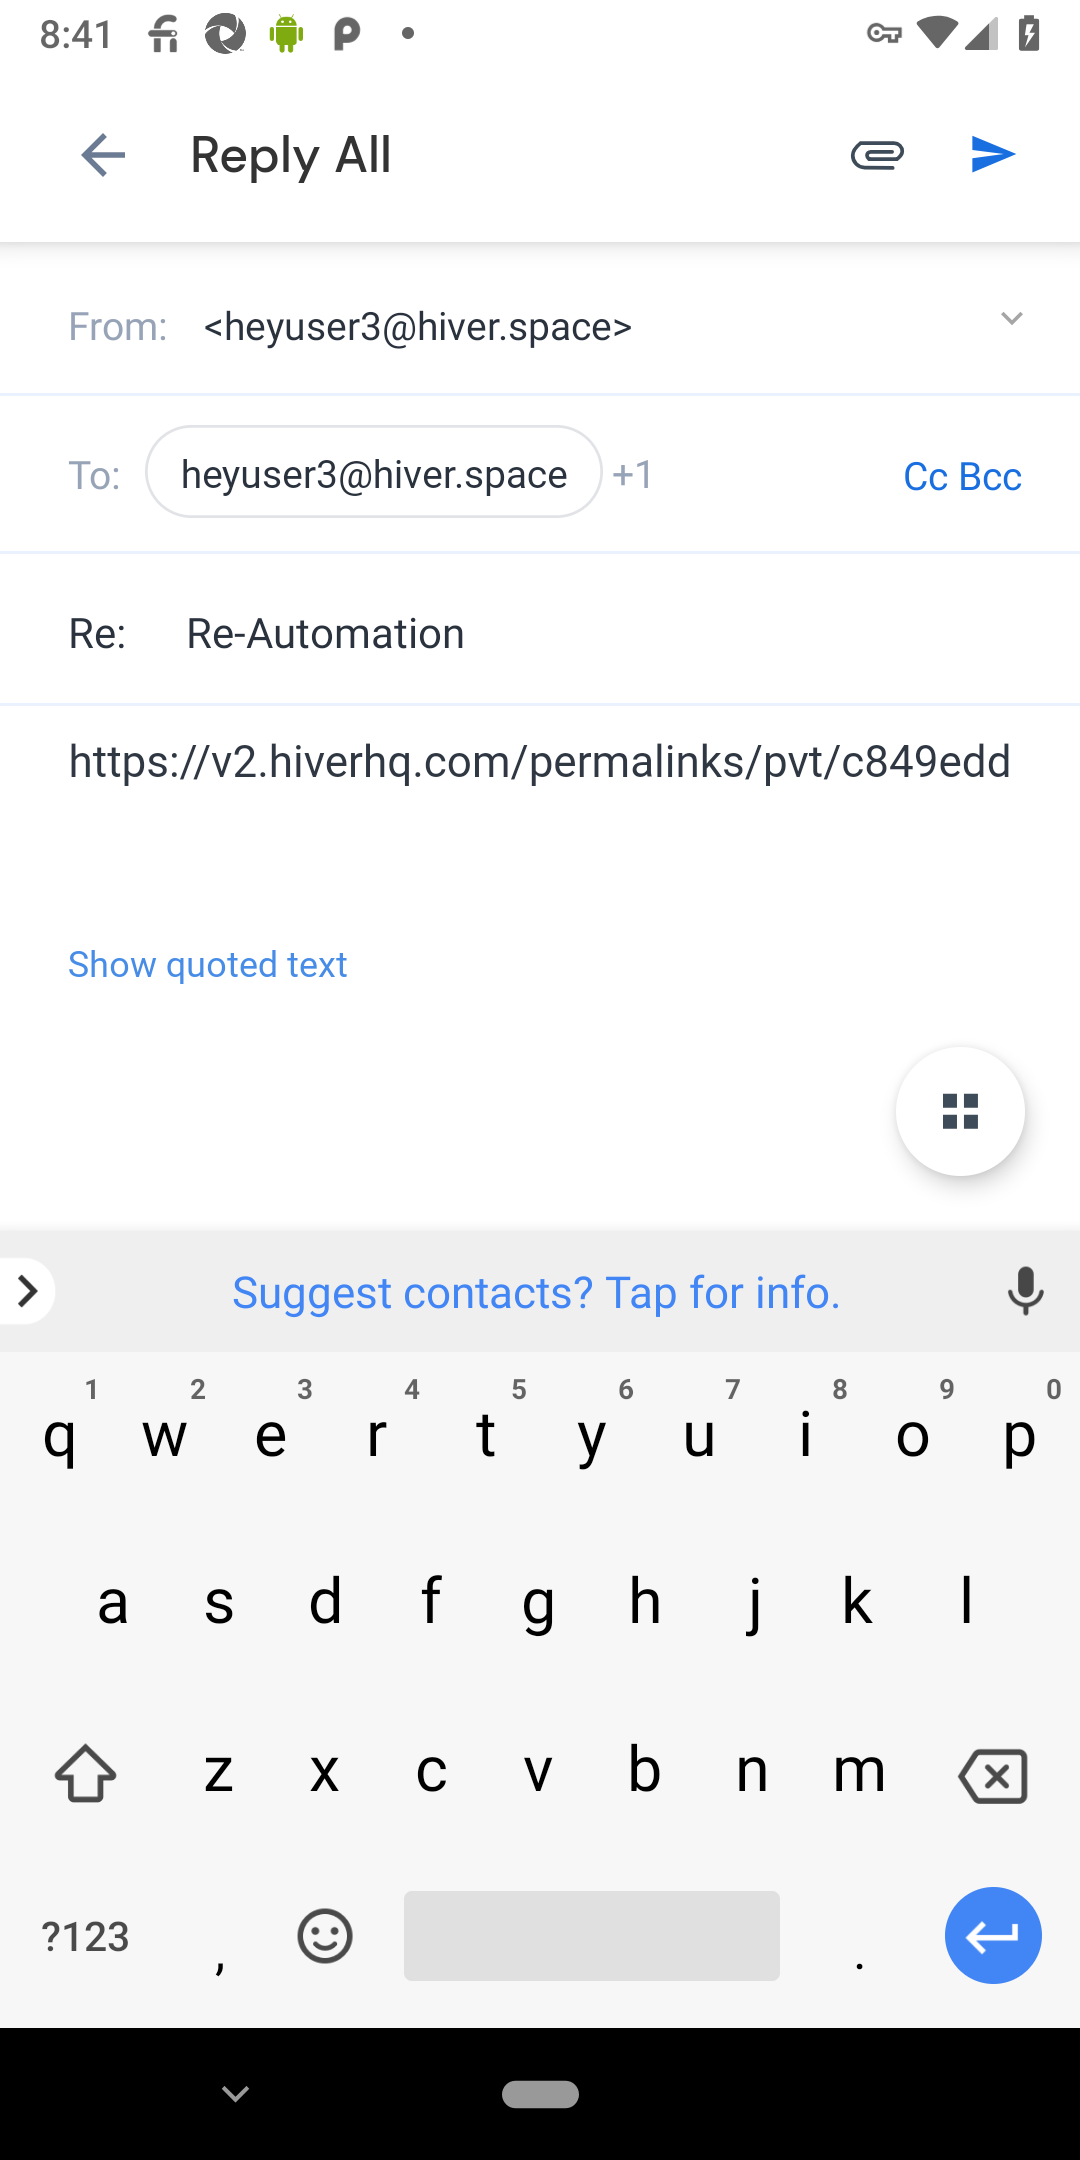 8:41
Reply All
From: <heyuser3@hiver.space>
To: heyuser3@hiver.space +1 Cc Bcc
Re: Re-Automation
https://v2.hiverhq.com/permalinks/pvt/c849edd
Show quoted text
Suggest contacts? Tap for info.
1 2 3 4 5 6 7 8 9 0
q w e r t y u i o p
a s d f g h j k l
z x c v b n m
?123 , .